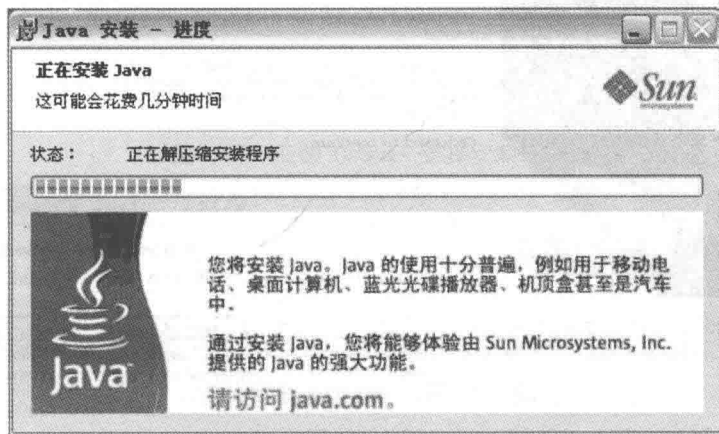 Java 安装 - 进度
正在安装 Java
这可能会花费几分钟时间
Sun
microsystems
状态： 正在解压缩安装程序
您将安装 Java。Java 的使用十分普遍，例如用于移动电
话、桌面计算机、蓝光光碟播放器、机顶盒甚至是汽车
中.
通过安装 Java，您将能够体验由 Sun Microsystems, Inc.
提供的 Java 的强大功能。
请访问 java.com。
Java